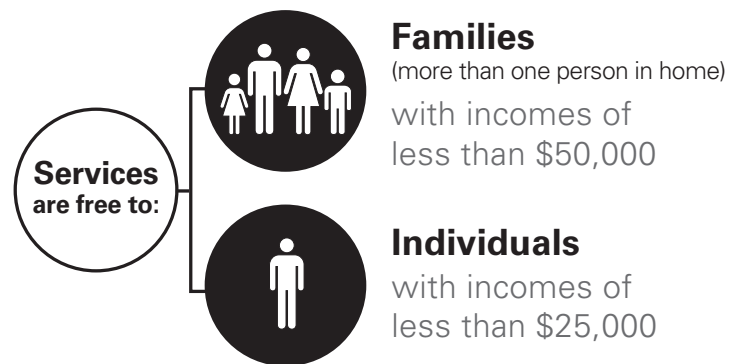 Services
are free to:
Families
(more than one person in home)
with incomes of
less than $50,000
Individuals
with incomes of
less than $25,000